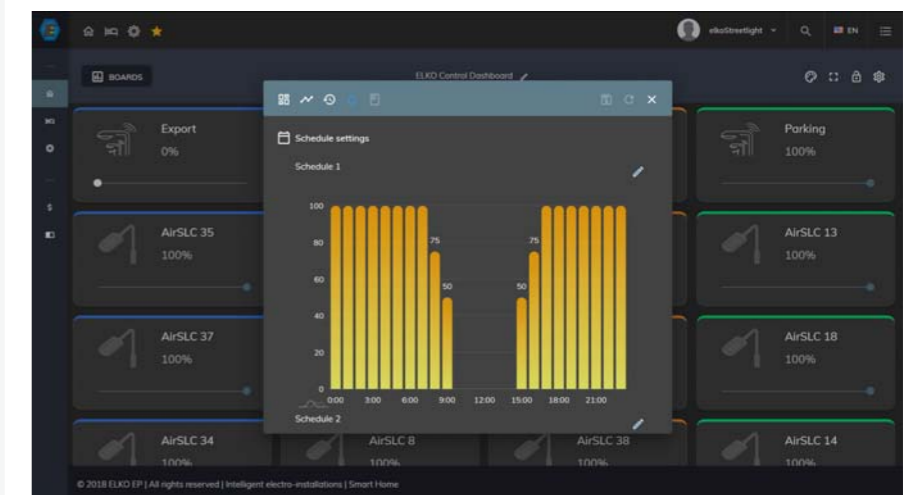 elkoStreetlight
EN
BOARDS
ELKO Control Dashboard
Export
0%
Parking
100%
Schedule settings
Schedule 1
100
80
60
40
20
0
75
50
50
75
0:00 3:00 6:00 9:00 12:00 15:00 18:00 21:00
Schedule 2
AirSLC 35
100%
AirSLC 13
100%
AirSLC 37
100%
AirSLC 18
100%
AirSLC 34
100%
AirSLC 8
100%
AirSLC 38
100%
AirSLC 14
100%
© 2018 ELKO EP | All rights reserved | Intelligent electro-installations | Smart Home